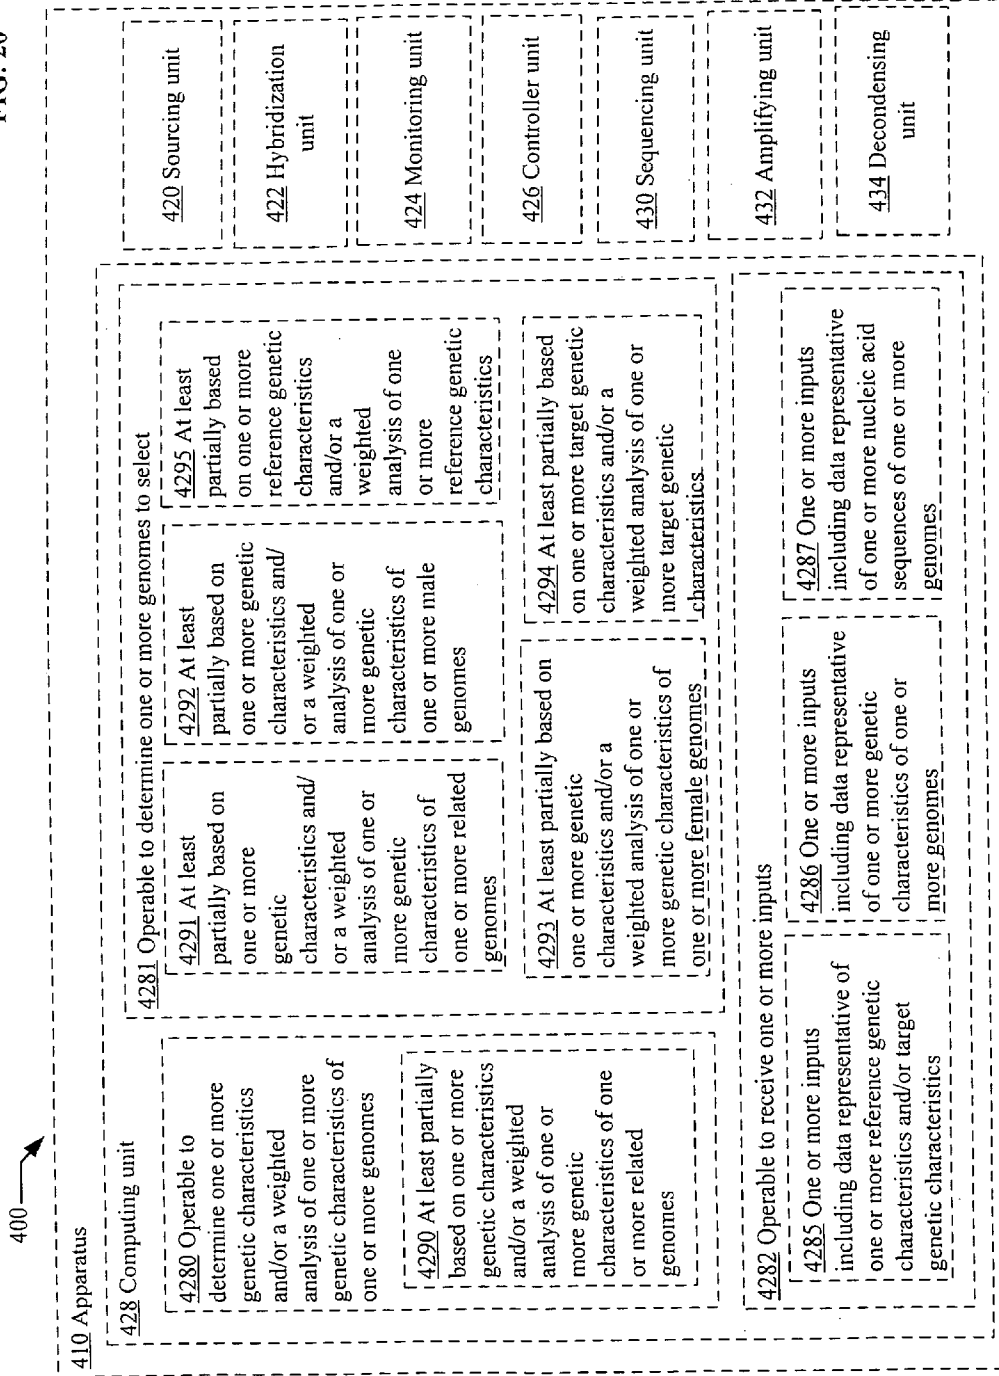 FIG. 20
400
410 Apparatus
428 Computing unit
4280 Operable to
determine one or more
genetic characteristics
and/or a weighted
analysis of one or more
genetic characteristics of
one or more genomes
4290 At least partially
based on one or more
genetic characteristics
and/or a weighted
analysis of one or
more genetic
characteristics of one
or more related
genomes
4281 Operable to determine one or more genomes to select
4291 At least
partially based on
one or more
genetic
characteristics and/
or a weighted
analysis of one or
more genetic
characteristics of
one or more related
genomes
4292 At least
partially based on
one or more genetic
characteristics and/
or a weighted
analysis of one or
more genetic
characteristics of
one or more male
genomes
4295 At least
partially based
on one or more
reference genetic
characteristics
and/or a
weighted
analysis of one
or more
reference genetic
characteristics
4293 At least partially based on
one or more genetic
characteristics and/or a
weighted analysis of one or
more genetic characteristics of
one or more female genomes
4294 At least partially based
on one or more target genetic
characteristics and/or a
weighted analysis of one or
more target genetic
characteristics
4282 Operable to receive one or more inputs
4285 One or more inputs
including data representative of
one or more reference genetic
characteristics and/or target
genetic characteristics
4286 One or more inputs
including data representative
of one or more genetic
characteristics of one or
more genomes
4287 One or more inputs
including data representative
of one or more nucleic acid
sequences of one or more
genomes
420 Sourcing unit
422 Hybridization
unit
424 Monitoring unit
426 Controller unit
430 Sequencing unit
432 Amplifying unit
434 Decondensing
unit